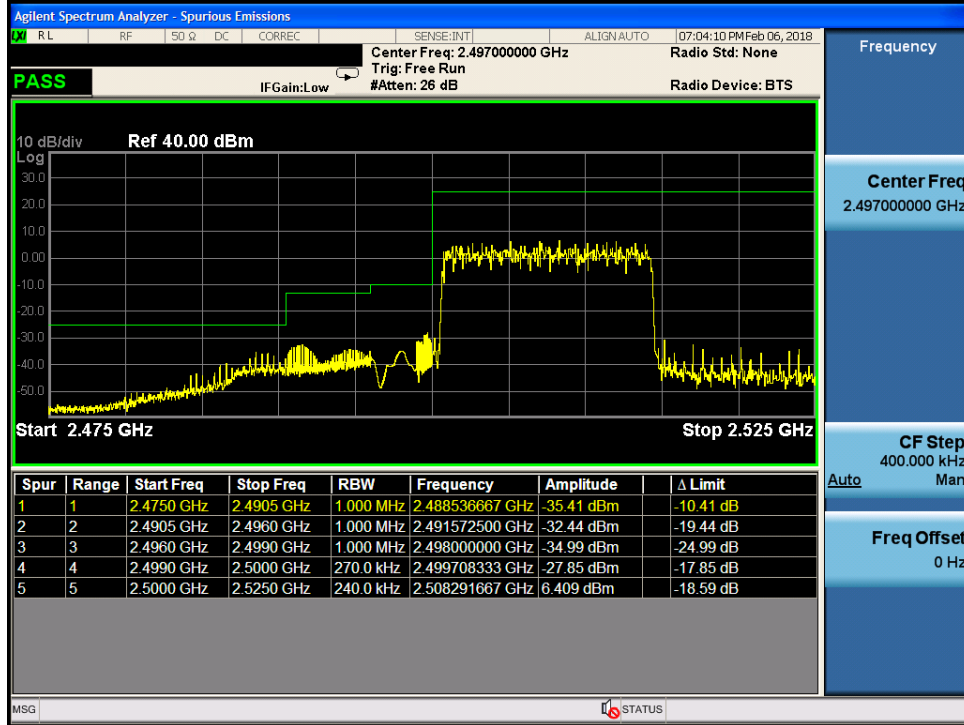 Agilent Spectrum Analyzer - Spurious Emissions
LXI RL RF 50 Ω DC CORREC SENSE:INT ALIGN AUTO 07:04:10 PM Feb 06, 2018
Center Freq: 2.497000000 GHz Radio Std: None
Trig: Free Run
PASS IFGain:Low #Atten: 26 dB Radio Device: BTS
10 dB/div Ref 40.00 dBm
Log
30.0
20.0
10.0
0.00
-10.0
-20.0
-30.0
-40.0
-50.0
Start 2.475 GHz Stop 2.525 GHz
Spur Range Start Freq Stop Freq RBW Frequency Amplitude Δ Limit
1 1 2.4750 GHz 2.4905 GHz 1.000 MHz 2.488536667 GHz -35.41 dBm -10.41 dB
2 2 2.4905 GHz 2.4960 GHz 1.000 MHz 2.491572500 GHz -32.44 dBm -19.44 dB
3 3 2.4960 GHz 2.4990 GHz 1.000 MHz 2.498000000 GHz -34.99 dBm -24.99 dB
4 4 2.4990 GHz 2.5000 GHz 270.0 kHz 2.499708333 GHz -27.85 dBm -17.85 dB
5 5 2.5000 GHz 2.5250 GHz 240.0 kHz 2.508291667 GHz 6.409 dBm -18.59 dB
MSG STATUS
Frequency
Center Freq
2.497000000 GHz
CF Step
400.000 kHz
Auto Man
Freq Offset
0 Hz